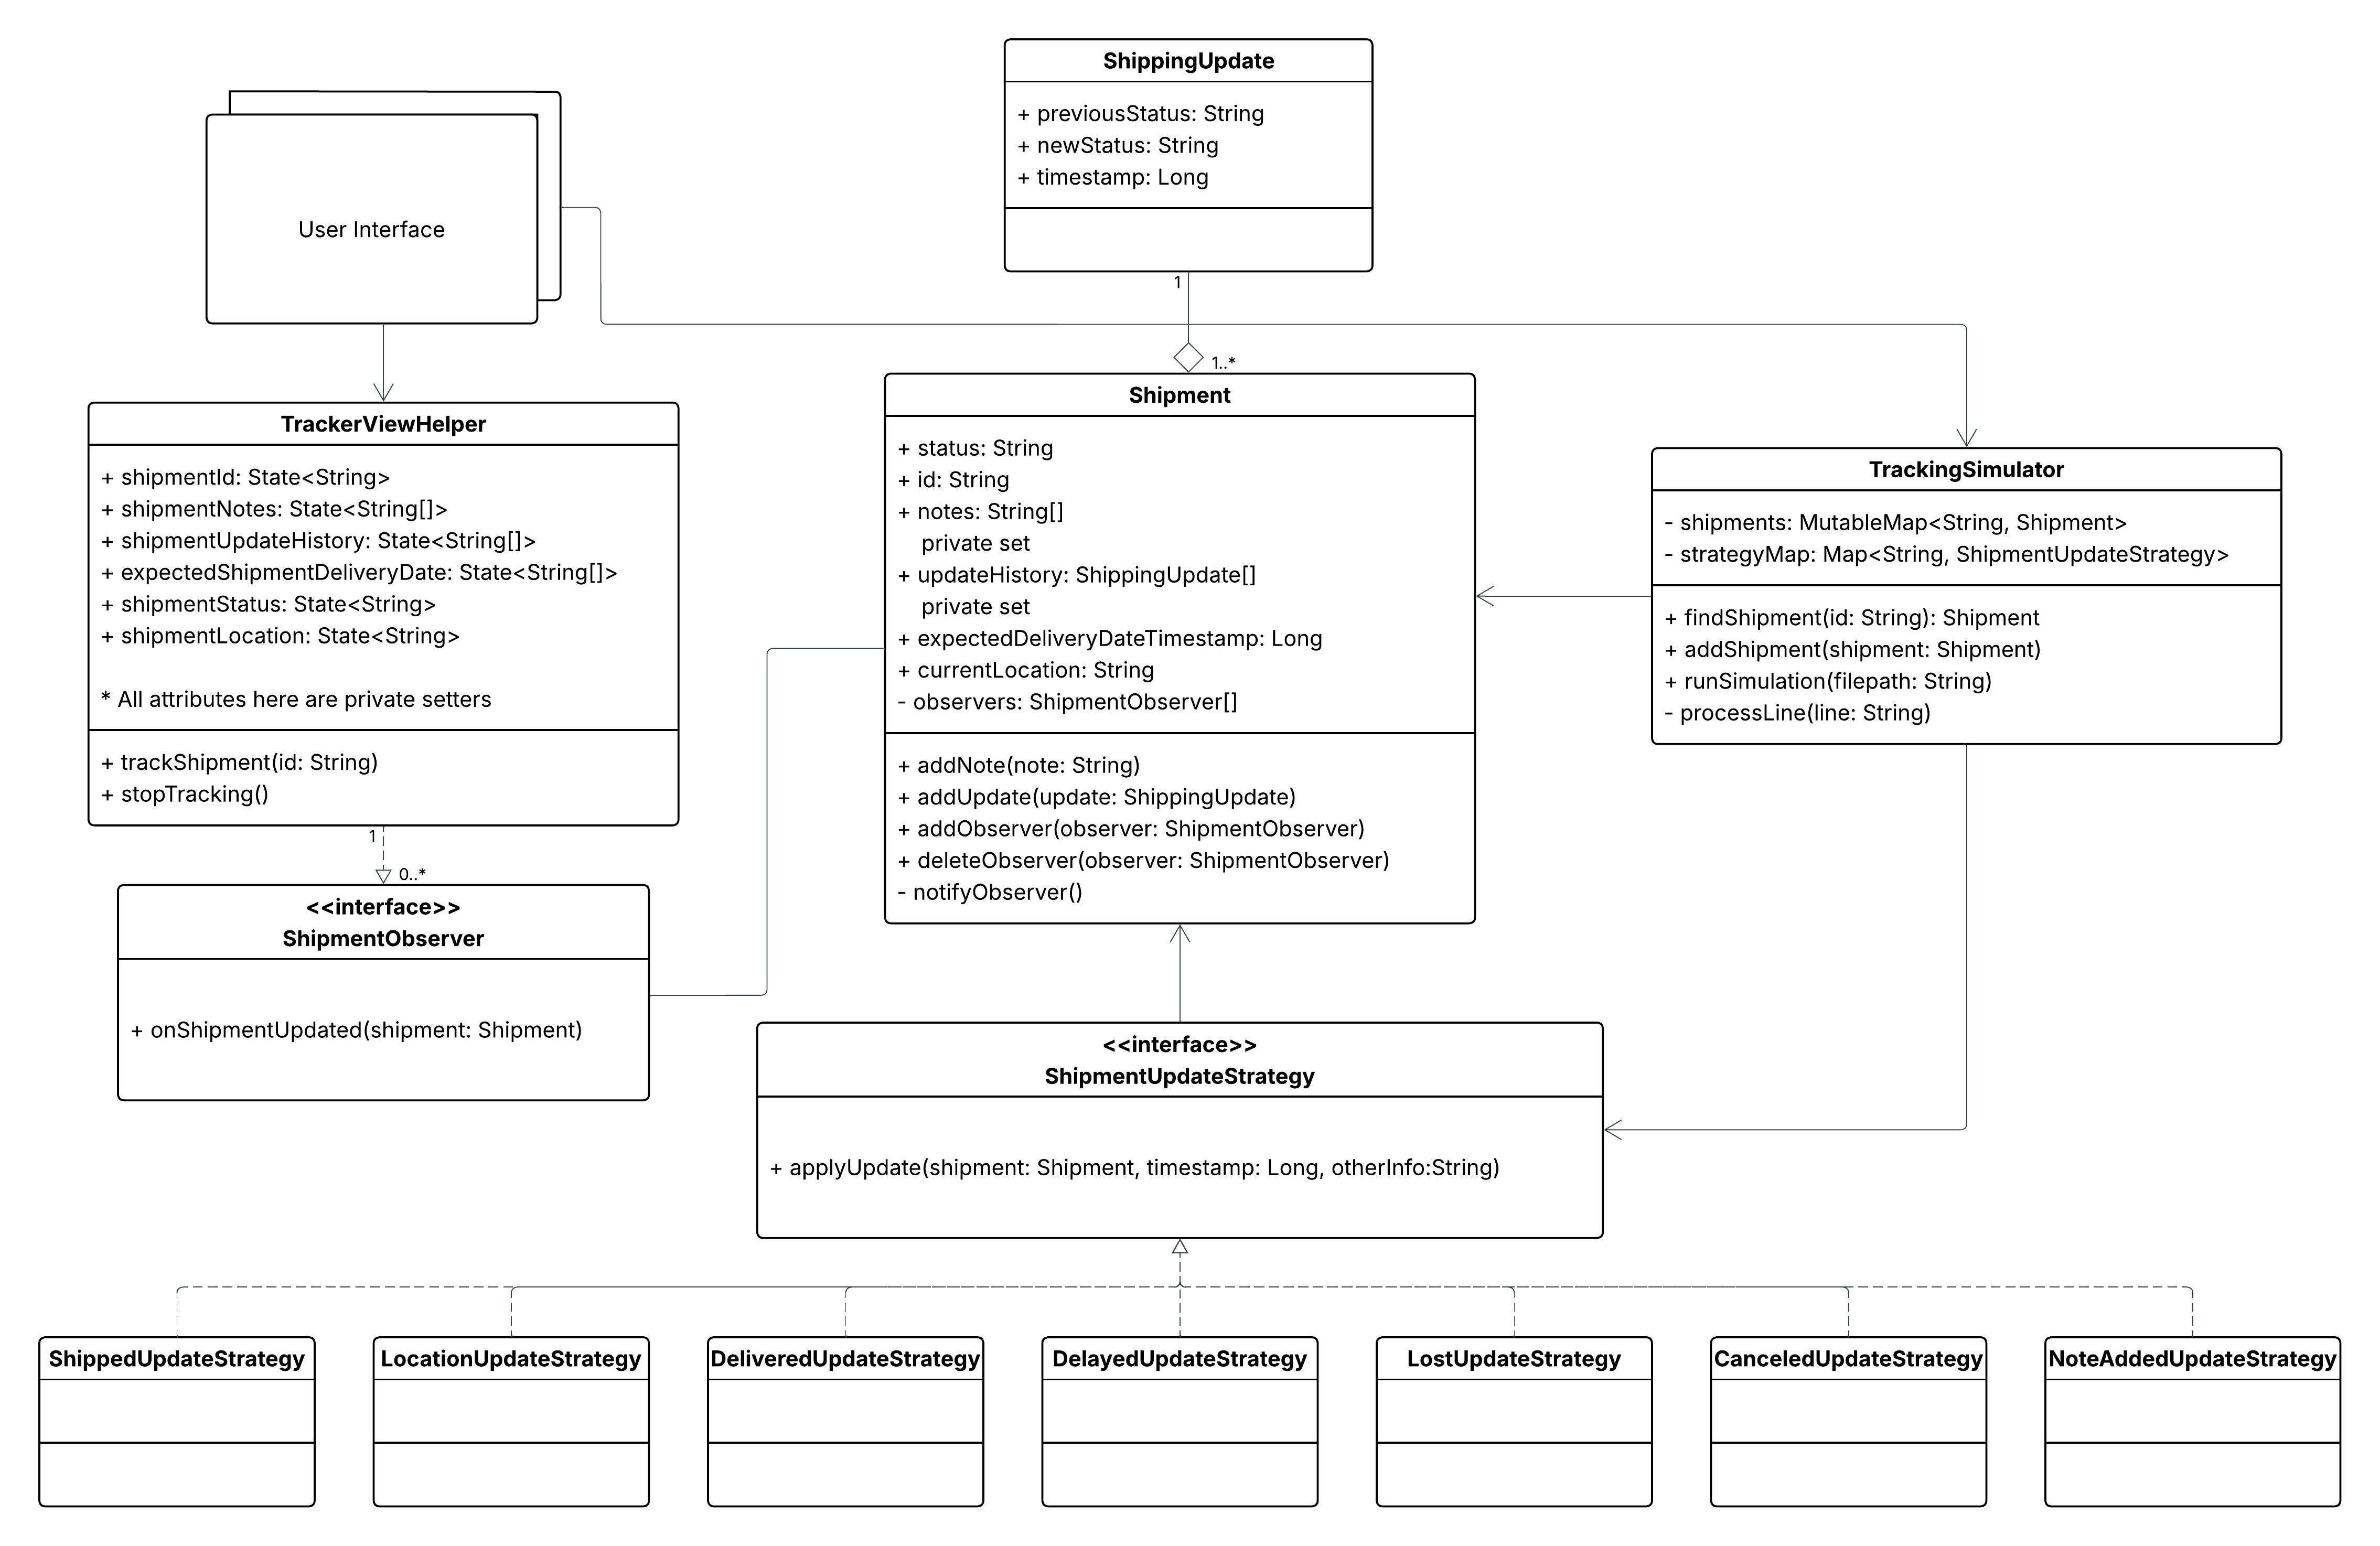 ShippingUpdate
+ previousStatus: String
+ newStatus: String
+ timestamp: Long
1
1..*
User Interface
TrackerViewHelper
+ shipmentId: State<String>
+ shipmentNotes: State<String[]>
+ shipmentUpdateHistory: State<String[]>
+ expectedShipmentDeliveryDate: State<String[]>
+ shipmentStatus: State<String>
+ shipmentLocation: State<String>
* All attributes here are private setters
+ trackShipment(id: String)
+ stopTracking()
1
0..*
<<interface>>
ShipmentObserver
+ onShipmentUpdated(shipment: Shipment)
Shipment
+ status: String
+ id: String
+ notes: String[]
private set
+ updateHistory: ShippingUpdate[]
private set
+ expectedDeliveryDateTimestamp: Long
+ currentLocation: String
- observers: ShipmentObserver[]
+ addNote(note: String)
+ addUpdate(update: ShippingUpdate)
+ addObserver(observer: ShipmentObserver)
+ deleteObserver(observer: ShipmentObserver)
- notifyObserver()
TrackingSimulator
- shipments: MutableMap<String, Shipment>
- strategyMap: Map<String, ShipmentUpdateStrategy>
+ findShipment(id: String): Shipment
+ addShipment(shipment: Shipment)
+ runSimulation(filepath: String)
- processLine(line: String)
<<interface>>
ShipmentUpdateStrategy
+ applyUpdate(shipment: Shipment, timestamp: Long, otherInfo:String)
ShippedUpdateStrategy
LocationUpdateStrategy
DeliveredUpdateStrategy
DelayedUpdateStrategy
LostUpdateStrategy
CanceledUpdateStrategy
NoteAddedUpdateStrategy